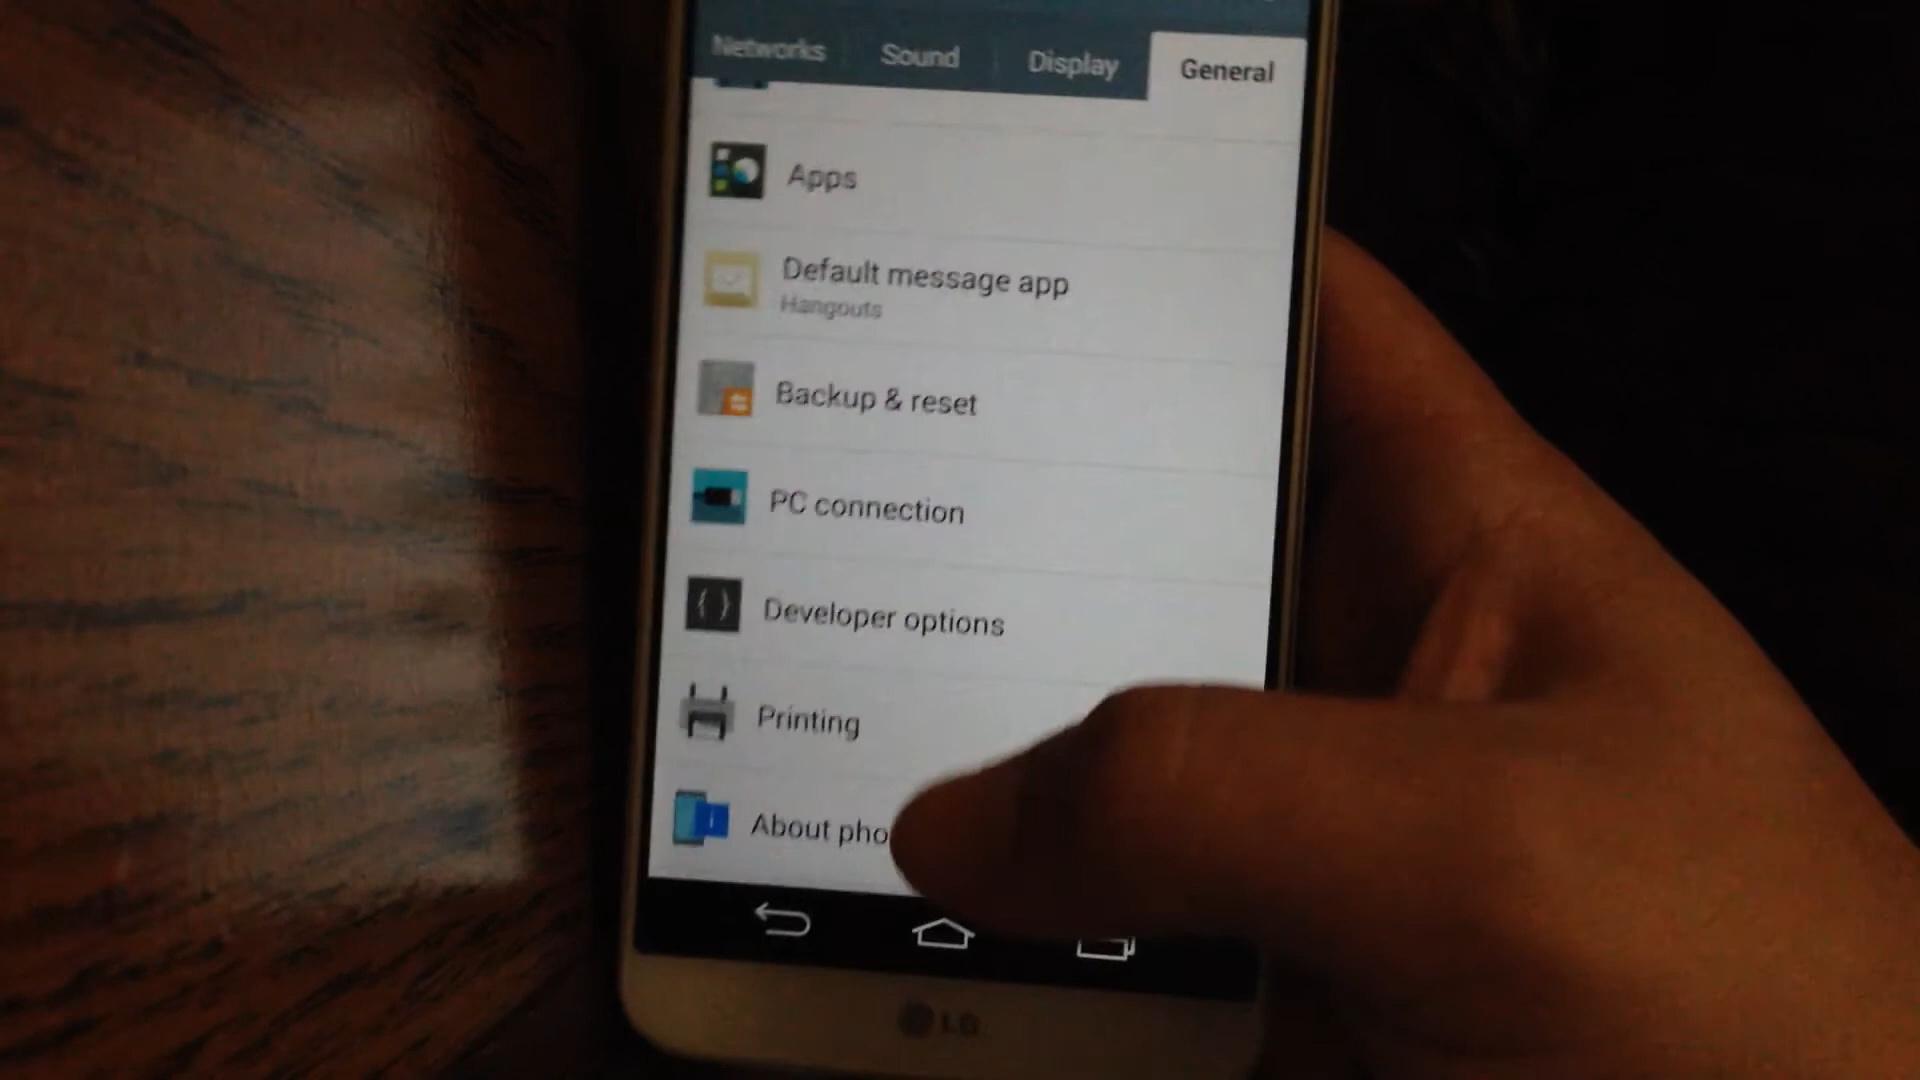 Networks Sound Display General
Apps
Default message app
Hangouts
Backup & reset
PC connection
Developer options
Printing
About pho
LG